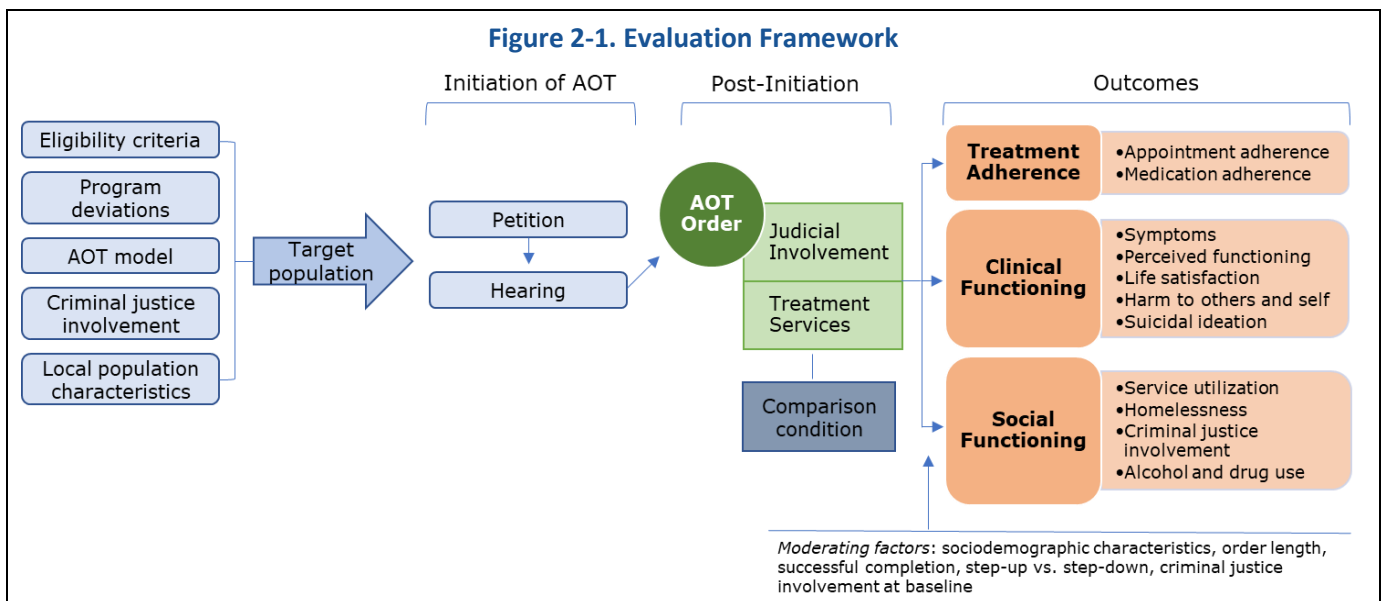 Figure 2-1. Evaluation Framework
Initiation of AOT
Post-Initiation
Outcomes
Eligibility criteria
Program
deviations
AOT model
Criminal justice
involvement
Local population
characteristics
Target
population
Petition
Hearing
AOT
Order
Judicial
Involvement
Treatment
Services
Comparison
condition
Treatment
Adherence
•Appointment adherence
•Medication adherence
Clinical
Functioning
•Symptoms
•Perceived functioning
•Life satisfaction
•Harm to others and self
•Suicidal ideation
Social
Functioning
•Service utilization
•Homelessness
•Criminal justice
involvement
•Alcohol and drug use
Moderating factors: sociodemographic characteristics, order length,
successful completion, step-up vs. step-down, criminal justice
involvement at baseline